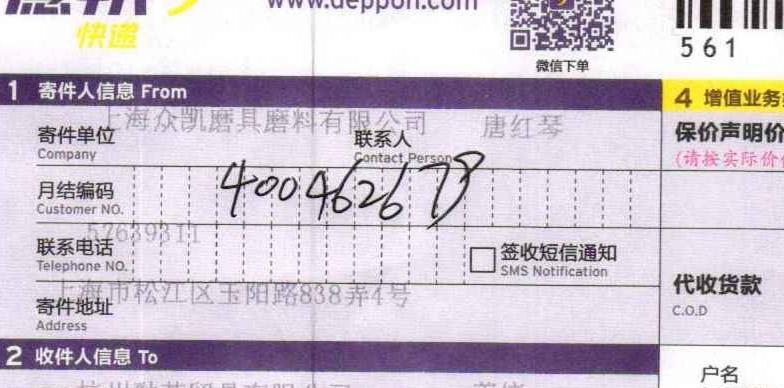 www.deppon.com
快递
微信下单
561
1 寄件人信息 From
4 增值业务
上海众凯磨具磨料有限公司 唐红琴
寄件单位 联系人
Company Contact Person
保价声明价
(请按实际价
月结编码 400462679
Customer NO.
57639311
联系电话 签收短信通知
Telephone NO. SMS Notification
上海市松江区玉阳路838弄4号
寄件地址
Address
代收货款
C.O.D
2 收件人信息 To
户名